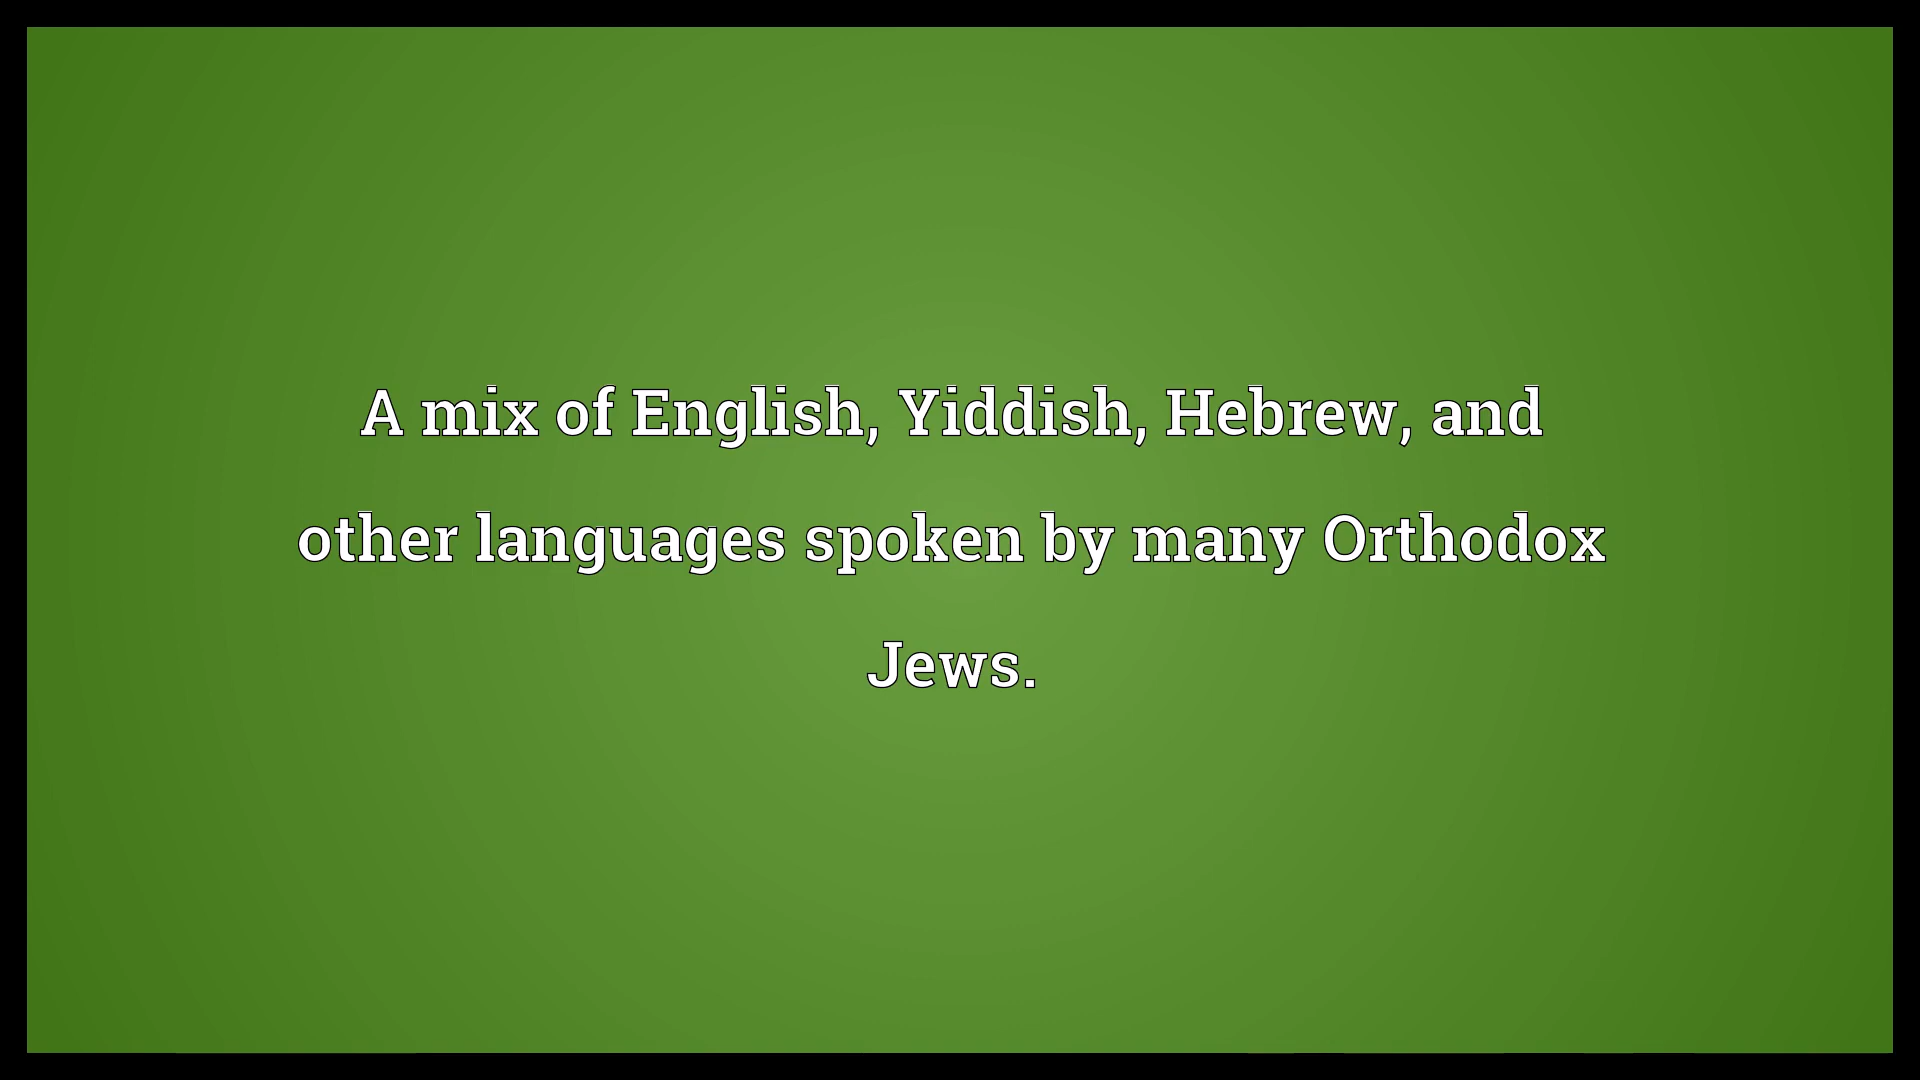 A mix of English, Yiddish, Hebrew, and
other languages spoken by many Orthodox
Jews.